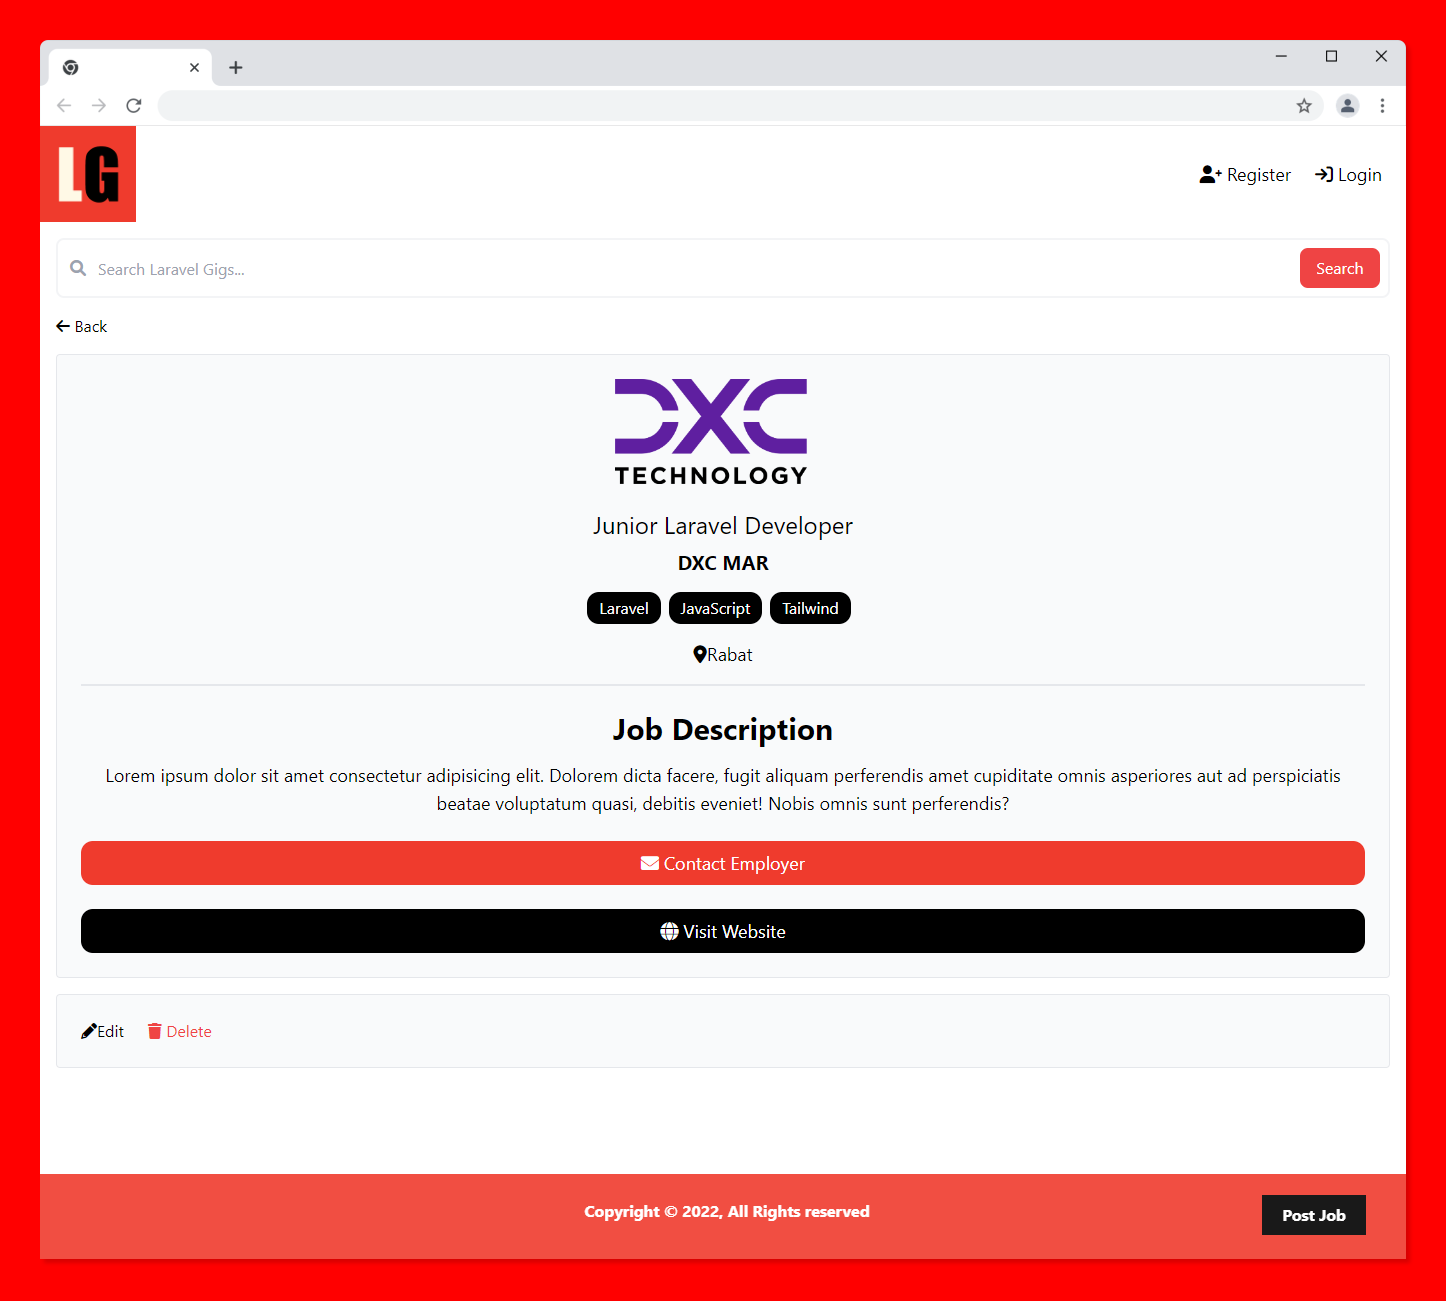 LG
Register
Login
Search Laravel Gigs...
Search
Back
DXC
TECHNOLOGY
Junior Laravel Developer
DXC MAR
Laravel
JavaScript
Tailwind
Rabat
Job Description
Lorem ipsum dolor sit amet consectetur adipisicing elit. Dolorem dicta facere, fugit aliquam perferendis amet cupiditate omnis asperiores aut ad perspiciatis
beatae voluptatum quasi, debitis eveniet! Nobis omnis sunt perferendis?
Contact Employer
Visit Website
Edit
Delete
Copyright © 2022, All Rights reserved
Post Job